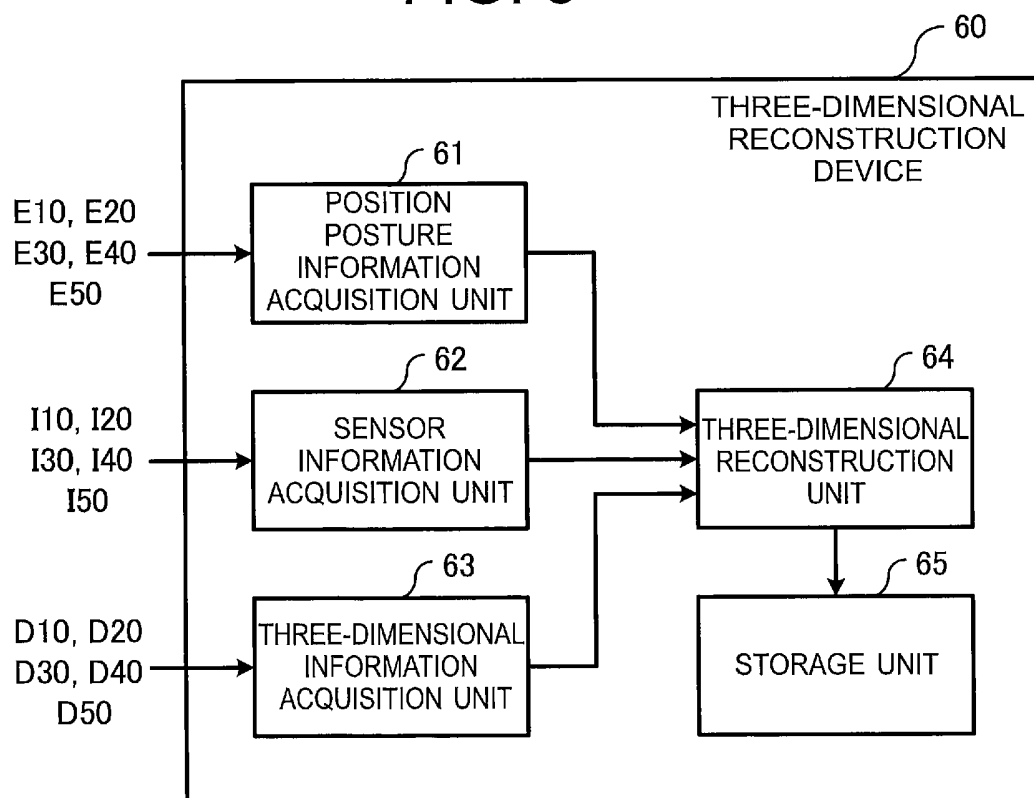 60
THREE-DIMENSIONAL
RECONSTRUCTION
DEVICE
61
POSITION
POSTURE
INFORMATION
ACQUISITION UNIT
E10, E20
E30, E40
E50
62
SENSOR
INFORMATION
ACQUISITION UNIT
I10, I20
I30, I40
I50
64
THREE-DIMENSIONAL
RECONSTRUCTION
UNIT
63
THREE-DIMENSIONAL
INFORMATION
ACQUISITION UNIT
D10, D20
D30, D40
D50
65
STORAGE UNIT